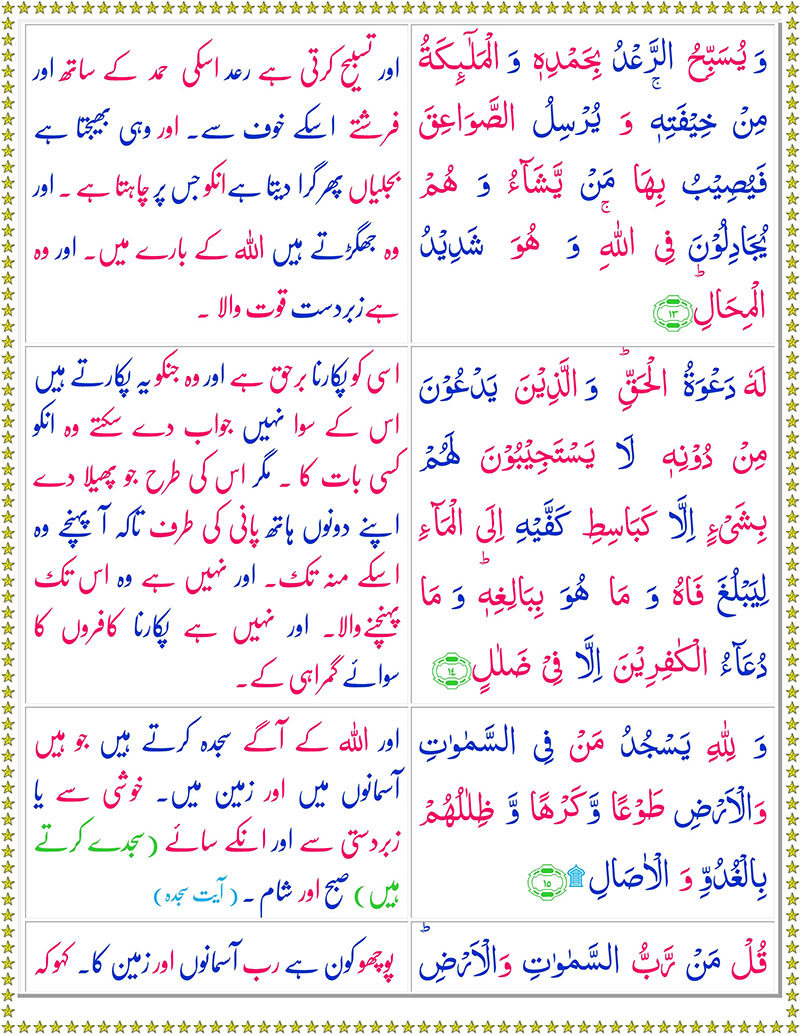 وَ يُسَبِّحُ الرَّعْدُ بِحَمْدِهٖ وَ الْمَلٰٓىِٕكَةُ
مِنْ خِيْفَتِهٖ ۚ وَ يُرْسِلُ الصَّوَاعِقَ
فَيُصِيْبُ بِهَا مَنْ يَّشَآءُ وَ هُمْ
يُجَادِلُوْنَ فِى اللّٰهِ ۚ وَ هُوَ شَدِيْدُ
الْمِحَالِ ؕ ۱۳
اور تسبیح کرتی ہے رعد اسکی حمد کے ساتھ اور
فرشتے اسکے خوف سے۔ اور وہی بھیجتا ہے
بجلیاں پھر گرا دیتا ہے انکو جس پر چاہتا ہے ۔ اور
وہ جھگڑتے ہیں اللہ کے بارے میں۔ اور وہ
ہے زبردست قوت والا ۔
لَهٗ دَعْوَةُ الْحَقِّ ؕ وَ الَّذِيْنَ يَدْعُوْنَ
مِنْ دُوْنِهٖ لَا يَسْتَجِيْبُوْنَ لَهُمْ
بِشَىْءٍ اِلَّا كَبَاسِطِ كَفَّيْهِ اِلَى الْمَآءِ
لِيَبْلُغَ فَاهُ وَ مَا هُوَ بِبَالِغِهٖ ؕ وَ مَا
دُعَآءُ الْكٰفِرِيْنَ اِلَّا فِىْ ضَلٰلٍ ۱۴
اسی کو پکارنا برحق ہے اور وہ جنکو یہ پکارتے ہیں
اس کے سوا نہیں جواب دے سکتے وہ انکو
کسی بات کا ۔ مگر اس کی طرح جو پھیلا دے
اپنے دونوں ہاتھ پانی کی طرف تاکہ آ پہنچے وہ
اسکے منہ تک۔ اور نہیں ہے وہ اس تک
پہنچنے والا۔ اور نہیں ہے پکارنا کافروں کا
سوائے گمراہی کے۔
وَ لِلّٰهِ يَسْجُدُ مَنْ فِى السَّمٰوٰتِ
وَالْاَرْضِ طَوْعًا وَّكَرْهًا وَّ ظِلٰلُهُمْ
بِالْغُدُوِّ وَ الْاٰصَالِ ۩ ۱۵
اور اللہ کے آگے سجدہ کرتے ہیں جو ہیں
آسمانوں میں اور زمین میں۔ خوشی سے یا
زبردستی سے اور انکے سائے (سجدے کرتے
ہیں) صبح اور شام ۔ (آیت سجدہ)
قُلْ مَنْ رَّبُّ السَّمٰوٰتِ وَالْاَرْضِ ؕ
پوچھو کون ہے رب آسمانوں اور زمین کا۔ کہو کہ